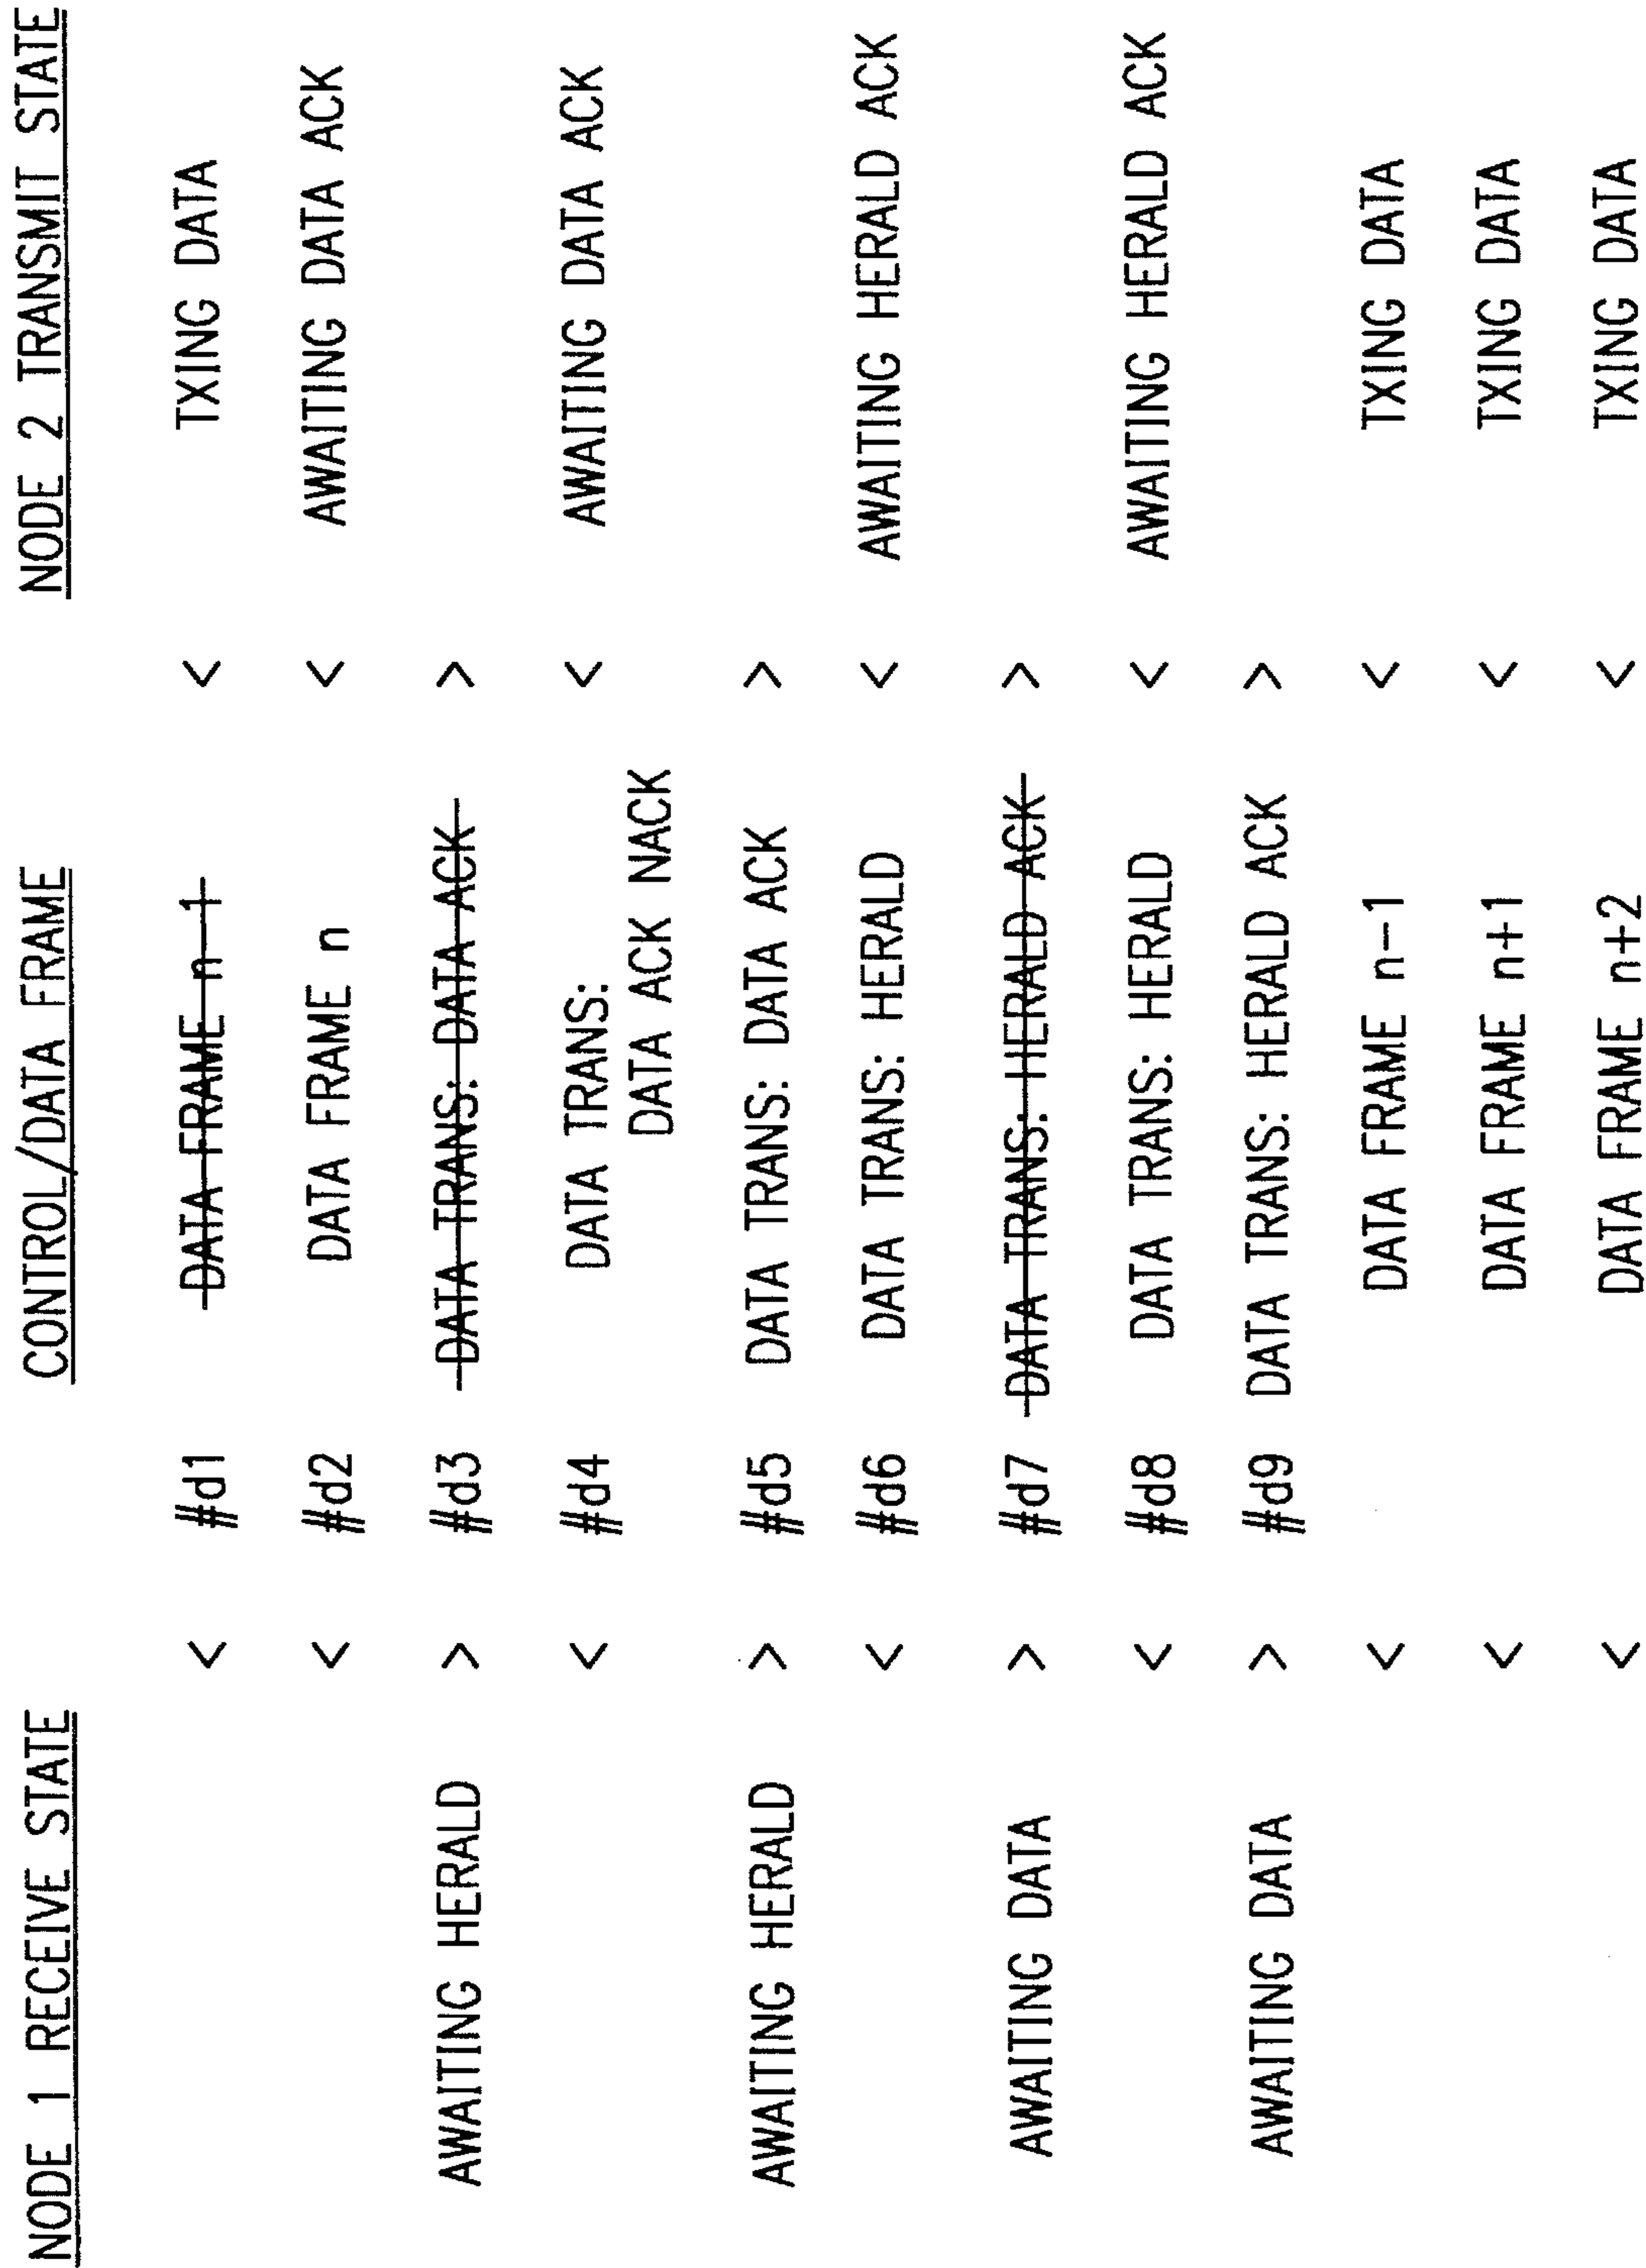 NODE 1 RECEIVE STATE CONTROL/DATA FRAME NODE 2 TRANSMIT STATE
< #d1 DATA FRAME n-1 < TXING DATA
< #d2 DATA FRAME n < AWAITING DATA ACK
AWAITING HERALD > #d3 DATA TRANS: DATA ACK >
< #d4 DATA TRANS: < AWAITING DATA ACK
DATA ACK NACK
AWAITING HERALD > #d5 DATA TRANS: DATA ACK >
< #d6 DATA TRANS: HERALD < AWAITING HERALD ACK
AWAITING DATA > #d7 DATA TRANS: HERALD ACK >
< #d8 DATA TRANS: HERALD < AWAITING HERALD ACK
AWAITING DATA > #d9 DATA TRANS: HERALD ACK >
< DATA FRAME n-1 < TXING DATA
< DATA FRAME n+1 < TXING DATA
< DATA FRAME n+2 < TXING DATA